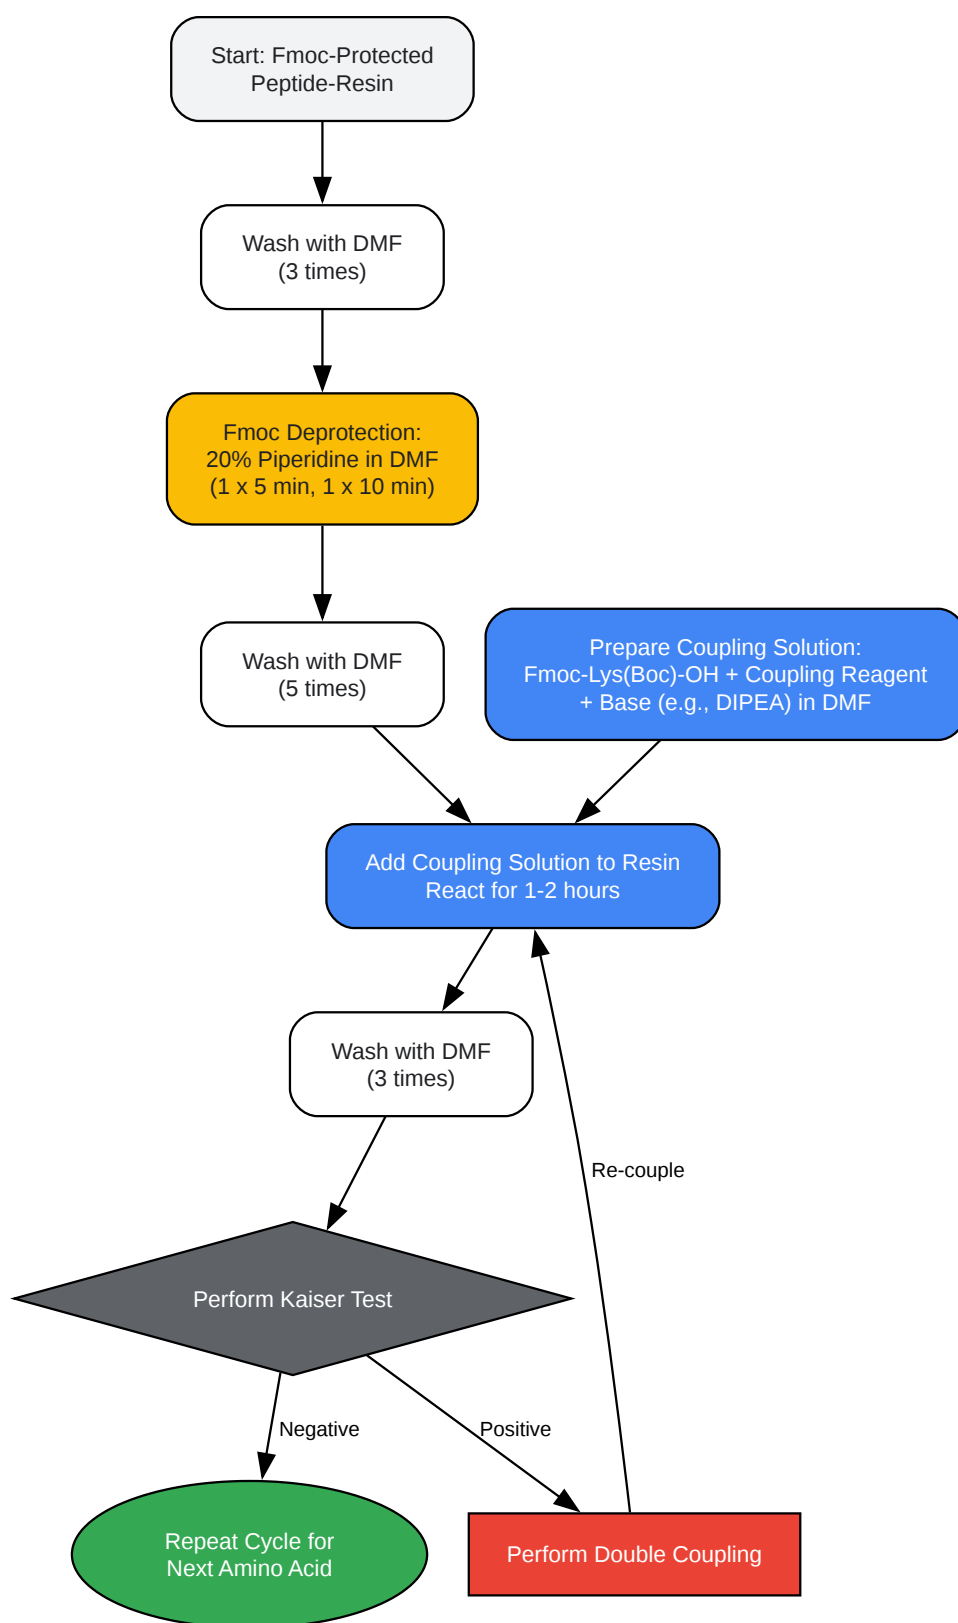 Start: Fmoc-Protected
Peptide-Resin
Wash with DMF
(3 times)
Fmoc Deprotection:
20% Piperidine in DMF
(1 x 5 min, 1 x 10 min)
Wash with DMF
(5 times)
Prepare Coupling Solution:
Fmoc-Lys(Boc)-OH + Coupling Reagent
+ Base (e.g., DIPEA) in DMF
Add Coupling Solution to Resin
React for 1-2 hours
Wash with DMF
(3 times)
Re-couple
Perform Kaiser Test
Negative
Positive
Repeat Cycle for
Next Amino Acid
Perform Double Coupling